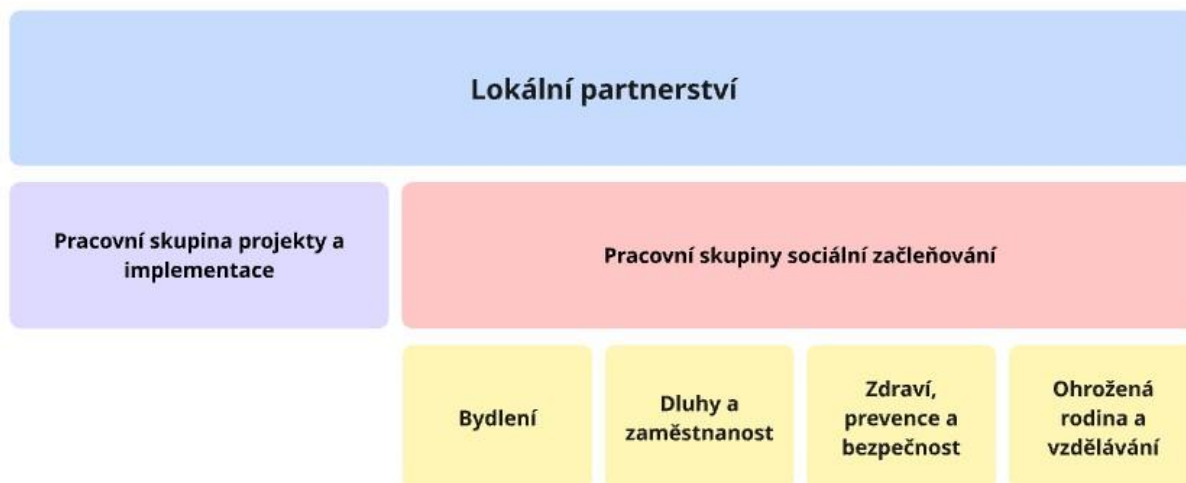 Lokální partnerství
Pracovní skupina projekty a
implementace
Pracovní skupiny sociální začleňování
Bydlení
Dluhy a
zaměstnanost
Zdraví,
prevence a
bezpečnost
Ohrožená
rodina a
vzdělávání